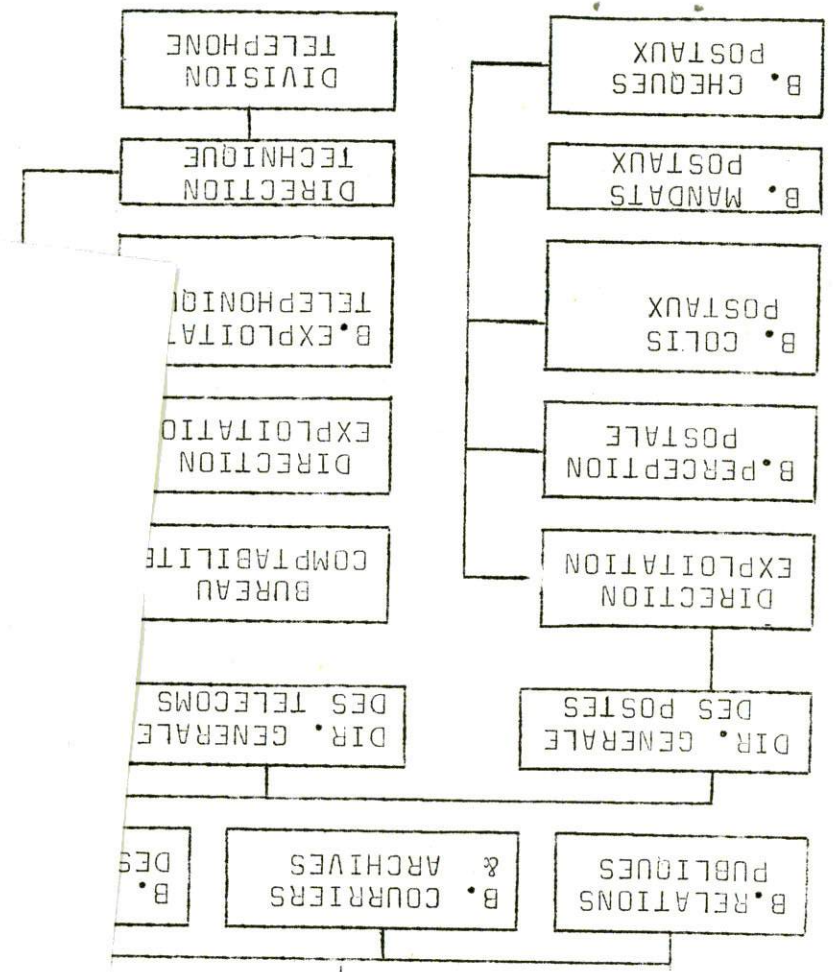 B.RELATIONS
PUBLIQUES
B. COURRIERS
& ARCHIVES
B.
DES
DIR. GENERALE
DES POSTES
DIR. GENERALE
DES TELECOMS
DIRECTION
EXPLOITATION
BUREAU
COMPTABILITE
B.PERCEPTION
POSTALE
DIRECTION
EXPLOITATIO
B. COLIS
POSTAUX
B.EXPLOITAT
TELEPHONIQU
B. MANDATS
POSTAUX
DIRECTION
TECHNIQUE
B. CHEQUES
POSTAUX
DIVISION
TELEPHONE